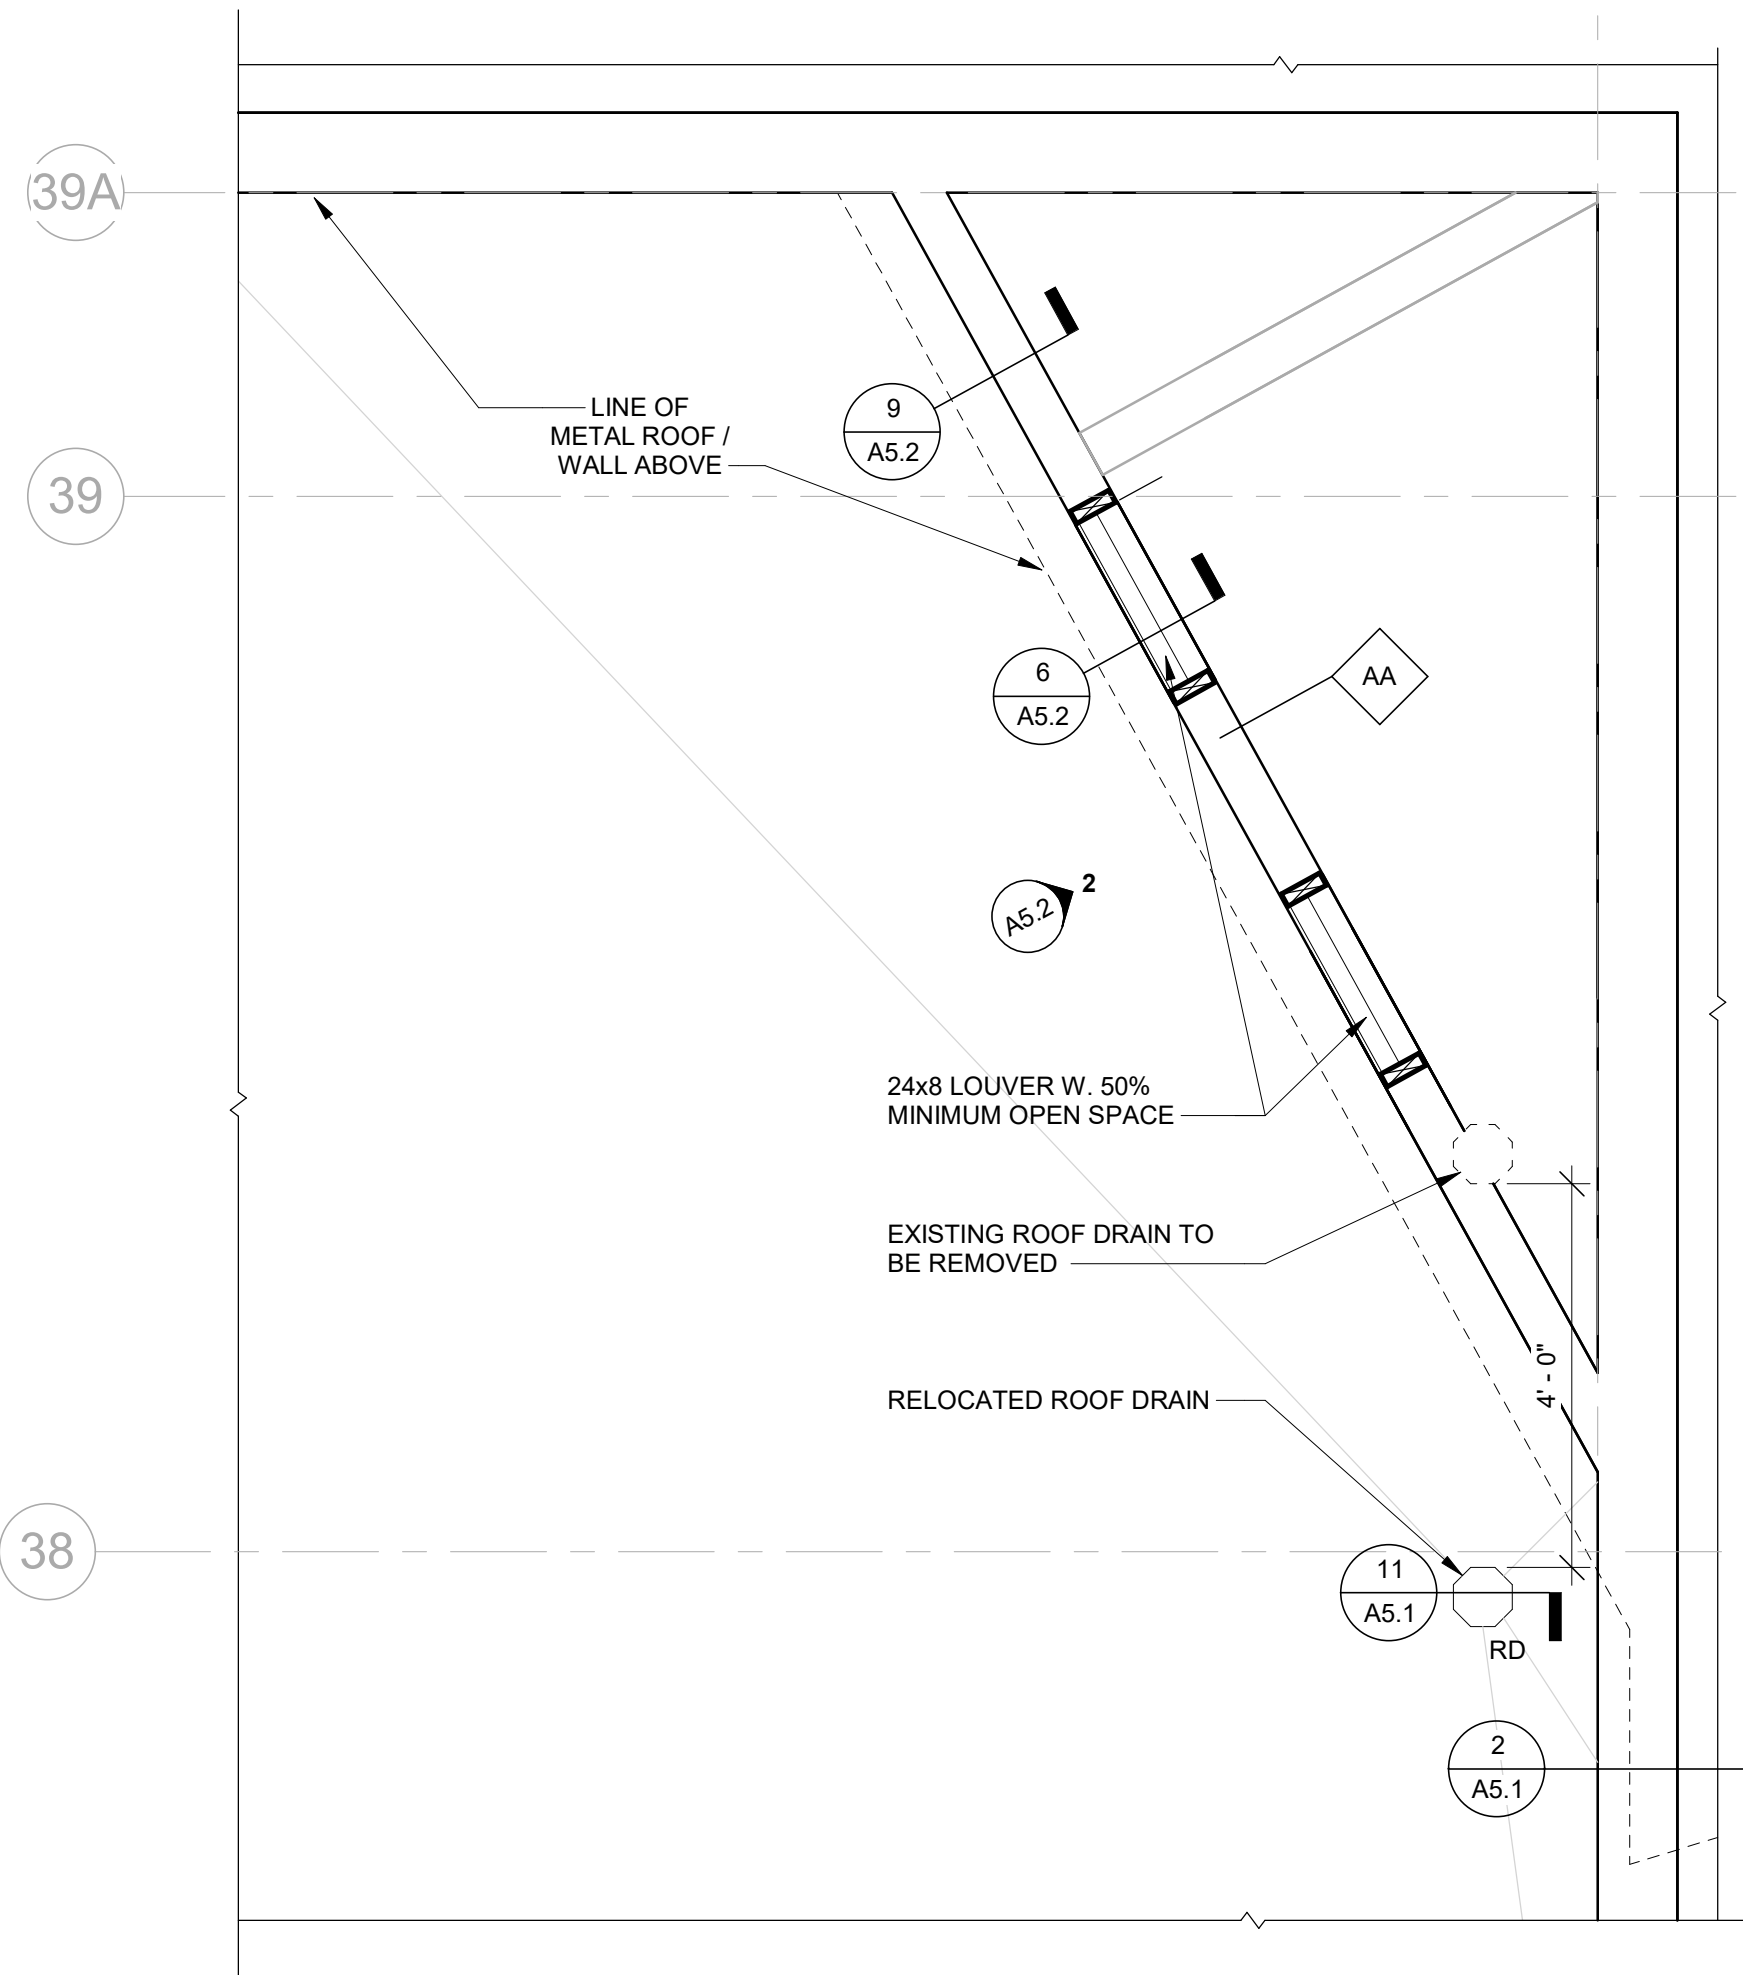 39A
LINE OF
METAL ROOF /
WALL ABOVE
9
A5.2
39
6
A5.2
AA
2
A5.2
24x8 LOUVER W. 50%
MINIMUM OPEN SPACE
EXISTING ROOF DRAIN TO
BE REMOVED
4' - 0"
RELOCATED ROOF DRAIN
38
11
A5.1
RD
2
A5.1